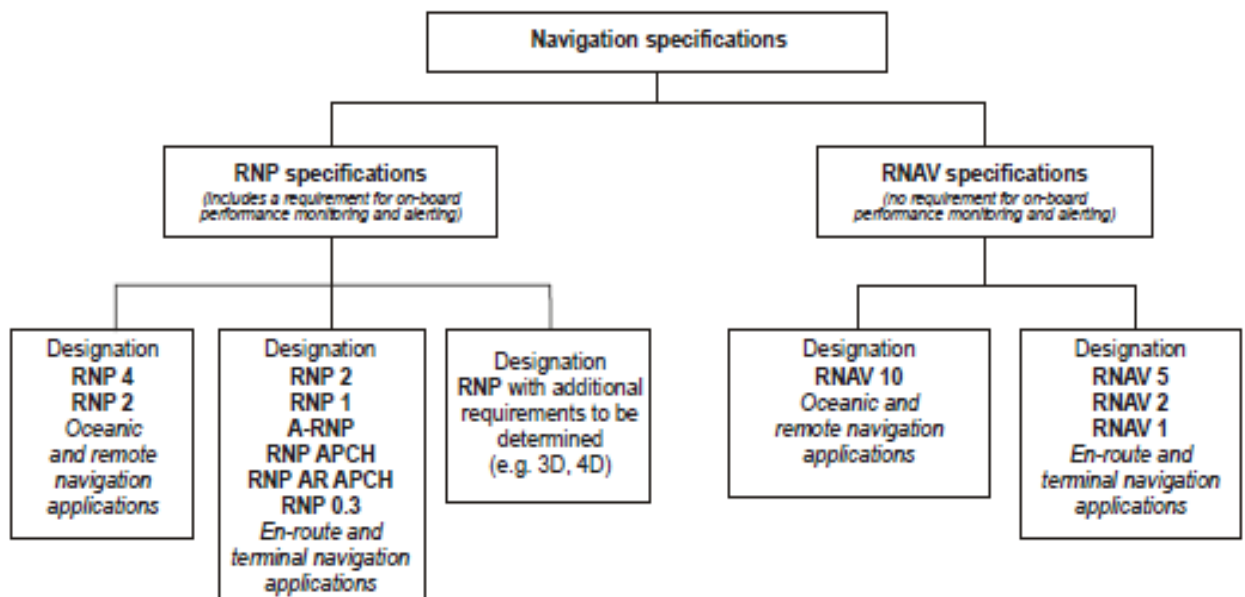 Navigation specifications
RNP specifications
(includes a requirement for on-board
performance monitoring and alerting)
RNAV specifications
(no requirement for on-board
performance monitoring and alerting)
Designation
RNP 4
RNP 2
Oceanic
and remote
navigation
applications
Designation
RNP 2
RNP 1
A-RNP
RNP APCH
RNP AR APCH
RNP 0.3
En-route and
terminal navigation
applications
Designation
RNP with additional
requirements to be
determined
(e.g. 3D, 4D)
Designation
RNAV 10
Oceanic and
remote navigation
applications
Designation
RNAV 5
RNAV 2
RNAV 1
En-route and
terminal navigation
applications